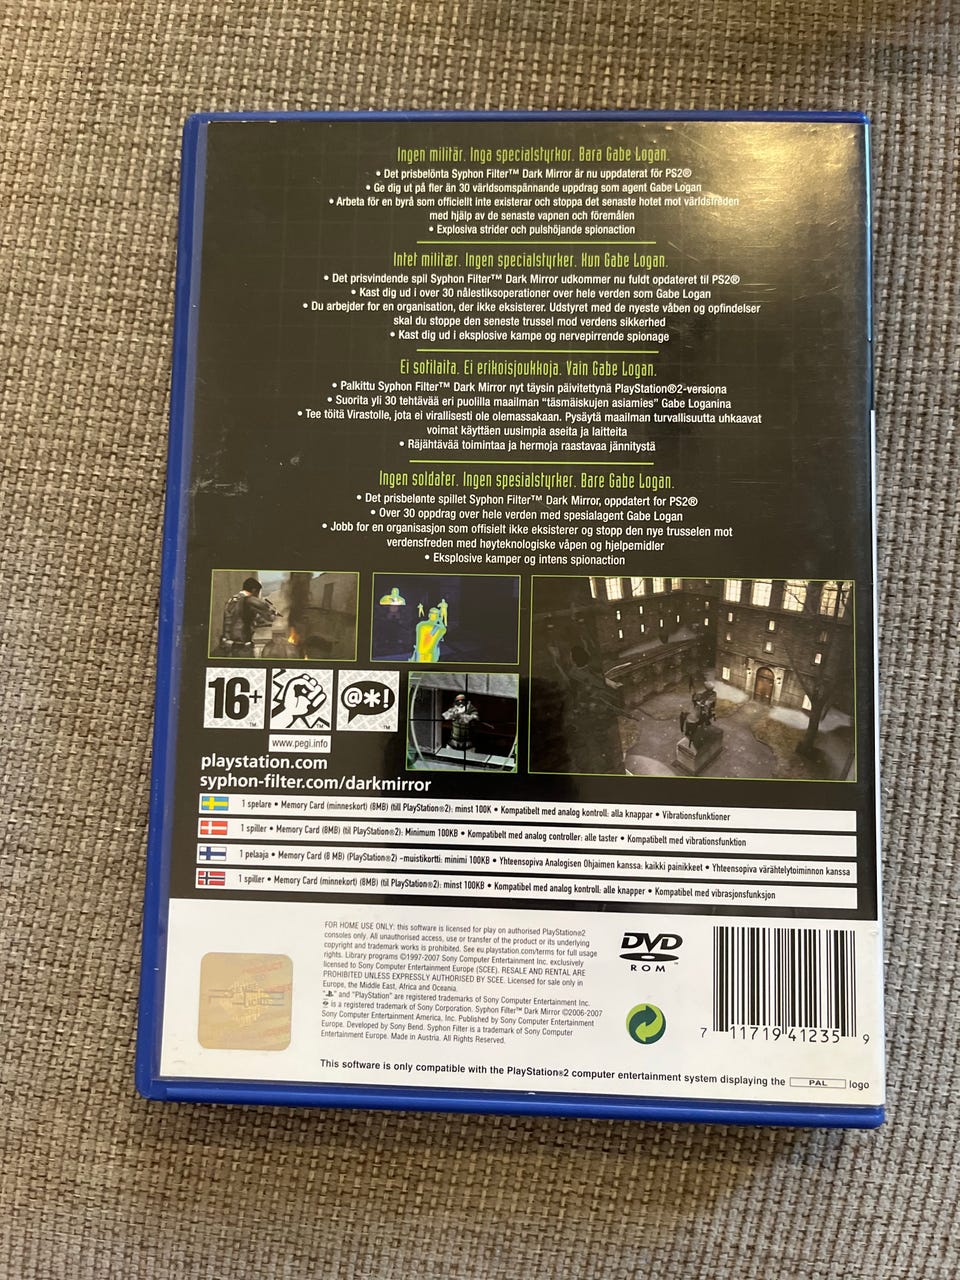 Ingen militär. Inga specialstyrkor. Bara Gabe Logan.
• Det prisbelönta Syphon Filter™ Dark Mirror är nu uppdaterat för PS2®
• Ge dig ut på fler än 30 världsomspännande uppdrag som agent Gabe Logan
• Arbeta för en byrå som officiellt inte existerar och stoppa det senaste hotet mot världsfreden
med hjälp av de senaste vapnen och föremålen
• Explosiva strider och pulshöjande spionaction
Intet militær. Ingen specialstyrker. Kun Gabe Logan.
• Det prisvindende spil Syphon Filter™ Dark Mirror udkommer nu fuldt opdateret til PS2®
• Kast dig ud i over 30 nålestiksoperationer over hele verden som Gabe Logan
• Du arbejder for en organisation, der ikke eksisterer. Udstyret med de nyeste våben og opfindelser
skal du stoppe den seneste trussel mod verdens sikkerhed
• Kast dig ud i eksplosive kampe og nervepirrende spionage
Ei sotilaita. Ei erikoisjoukkoja. Vain Gabe Logan.
• Palkittu Syphon Filter™ Dark Mirror nyt täysin päivitettynä PlayStation®2-versiona
• Suorita yli 30 tehtävää eri puolilla maailman "täsmäiskujen asiamies" Gabe Loganina
• Tee töitä Virastolle, jota ei virallisesti ole olemassakaan. Pysäytä maailman turvallisuutta uhkaavat
voimat käyttäen uusimpia aseita ja laitteita
• Räjähtävää toimintaa ja hermoja raastavaa jännitystä
Ingen soldater. Ingen spesialstyrker. Bare Gabe Logan.
• Det prisbelønte spillet Syphon Filter™ Dark Mirror, oppdatert for PS2®
• Over 30 oppdrag over hele verden med spesialagent Gabe Logan
• Jobb for en organisasjon som offisielt ikke eksisterer og stopp den nye trusselen mot
verdensfreden med høyteknologiske våpen og hjelpemidler
• Eksplosive kamper og intens spionaction
16+ TM TM @*! TM
www.pegi.info
playstation.com
syphon-filter.com/darkmirror
1 spelare • Memory Card (minneskort) (8MB) (till PlayStation®2): minst 100K • Kompatibelt med analog kontroll: alla knappar • Vibrationsfunktioner
1 spiller • Memory Card (8MB) (til PlayStation®2): Minimum 100KB • Kompatibelt med analog controller: alle taster • Kompatibelt med vibrationsfunktion
1 pelaaja • Memory Card (8 MB) (PlayStation®2) -muistikortti: minimi 100KB • Yhteensopiva Analogisen Ohjaimen kanssa: kaikki painikkeet • Yhteensopiva värähtelytoiminnon kanssa
1 spiller • Memory Card (minnekort) (8MB) (til PlayStation®2): minst 100KB • Kompatibel med analog kontroll: alle knapper • Kompatibel med vibrasjonsfunksjon
FOR HOME USE ONLY: this software is licensed for play on authorised PlayStation®2
consoles only. All unauthorised access, use or transfer of the product or its underlying
copyright and trademark works is prohibited. See eu.playstation.com/terms for full usage
rights. Library programs ©1997-2007 Sony Computer Entertainment Inc. exclusively
licensed to Sony Computer Entertainment Europe (SCEE). RESALE AND RENTAL ARE
PROHIBITED UNLESS EXPRESSLY AUTHORISED BY SCEE. Licensed for sale only in
Europe, the Middle East, Africa and Oceania.
" " and "PlayStation" are registered trademarks of Sony Computer Entertainment Inc.
is a registered trademark of Sony Corporation. Syphon Filter™ Dark Mirror ©2006-2007
Sony Computer Entertainment America, Inc. Published by Sony Computer Entertainment
Europe. Developed by Sony Bend. Syphon Filter is a trademark of Sony Computer
Entertainment Europe. Made in Austria. All Rights Reserved.
DVD
ROM
7 11719 41235 9
This software is only compatible with the PlayStation®2 computer entertainment system displaying the PAL logo